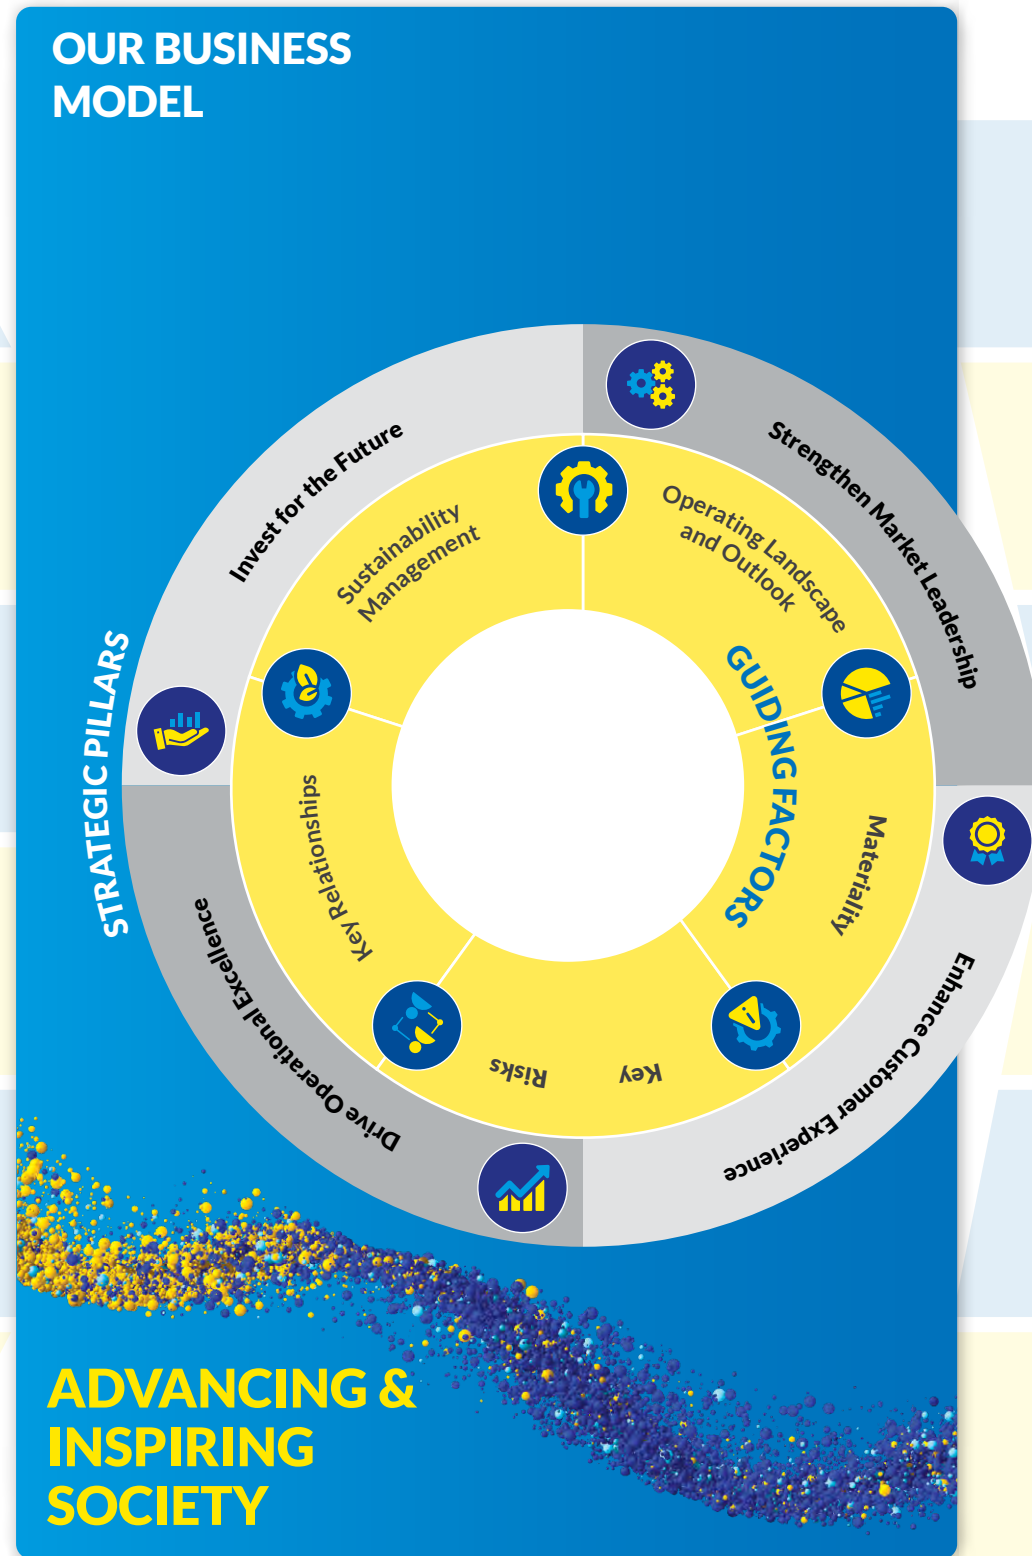 OUR BUSINESS
MODEL
STRATEGIC PILLARS
Invest for the Future
Strengthen Market Leadership
Enhance Customer Experience
Drive Operational Excellence
GUIDING FACTORS
Sustainability
Management
Operating Landscape
and Outlook
Materiality
Key
Risks
Key Relationships
ADVANCING &
INSPIRING
SOCIETY